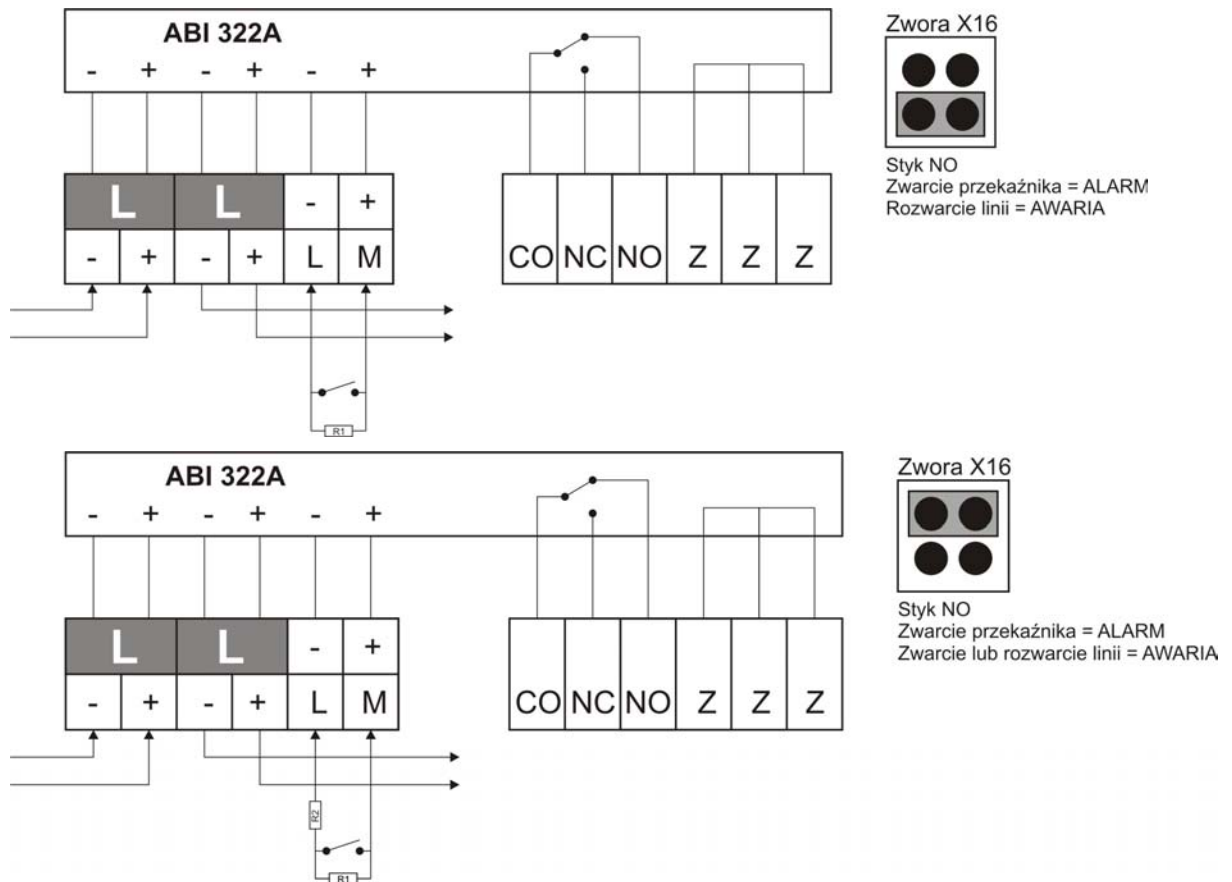 ABI 322A
- + - + - +
L L - +
- + - + L M
CO NC NO Z Z Z
R1
Zwora X16
Styk NO
Zwarcie przekaźnika = ALARM
Rozwarcie linii = AWARIA
ABI 322A
- + - + - +
L L - +
- + - + L M
CO NC NO Z Z Z
R2
R1
Zwora X16
Styk NO
Zwarcie przekaźnika = ALARM
Zwarcie lub rozwarcie linii = AWARIA